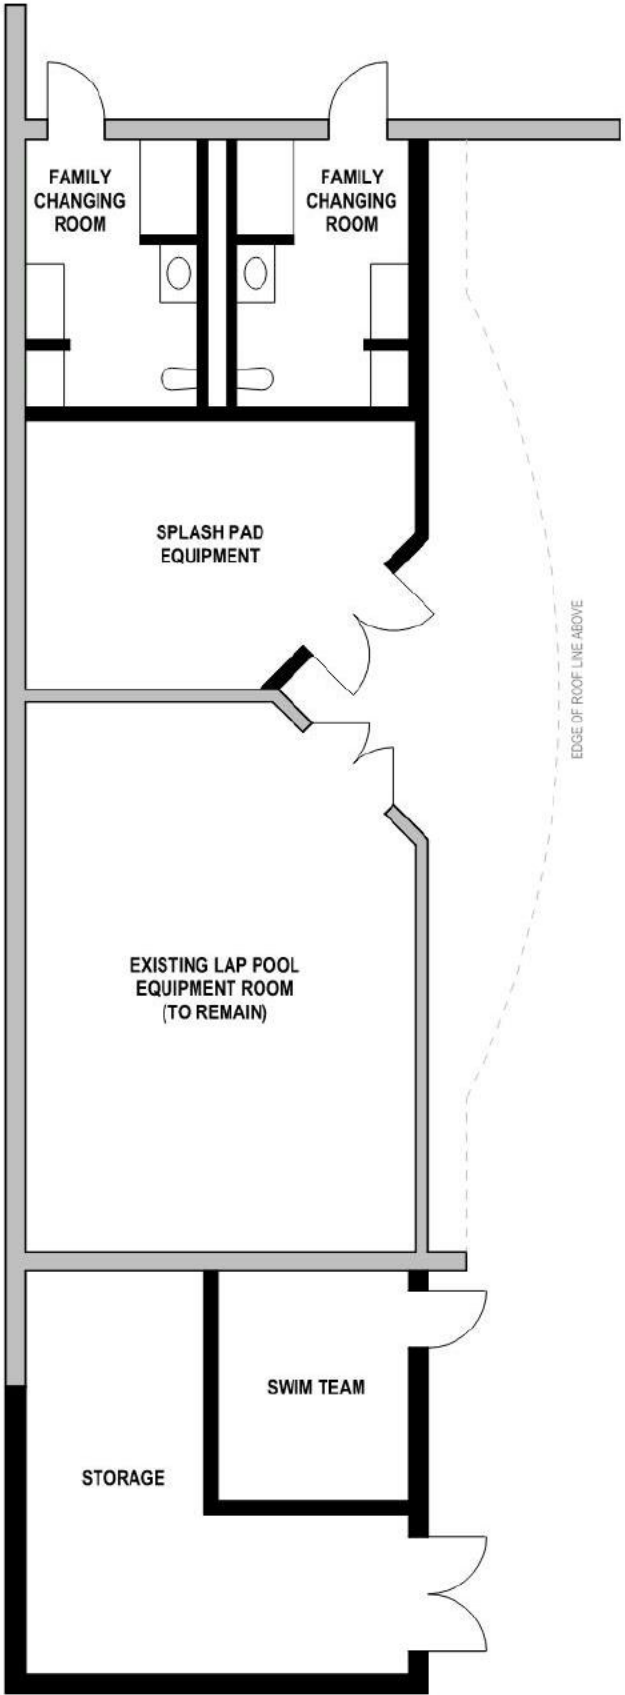 FAMILY
CHANGING
ROOM
FAMILY
CHANGING
ROOM
SPLASH PAD
EQUIPMENT
EDGE OF ROOF LINE ABOVE
EXISTING LAP POOL
EQUIPMENT ROOM
(TO REMAIN)
SWIM TEAM
STORAGE